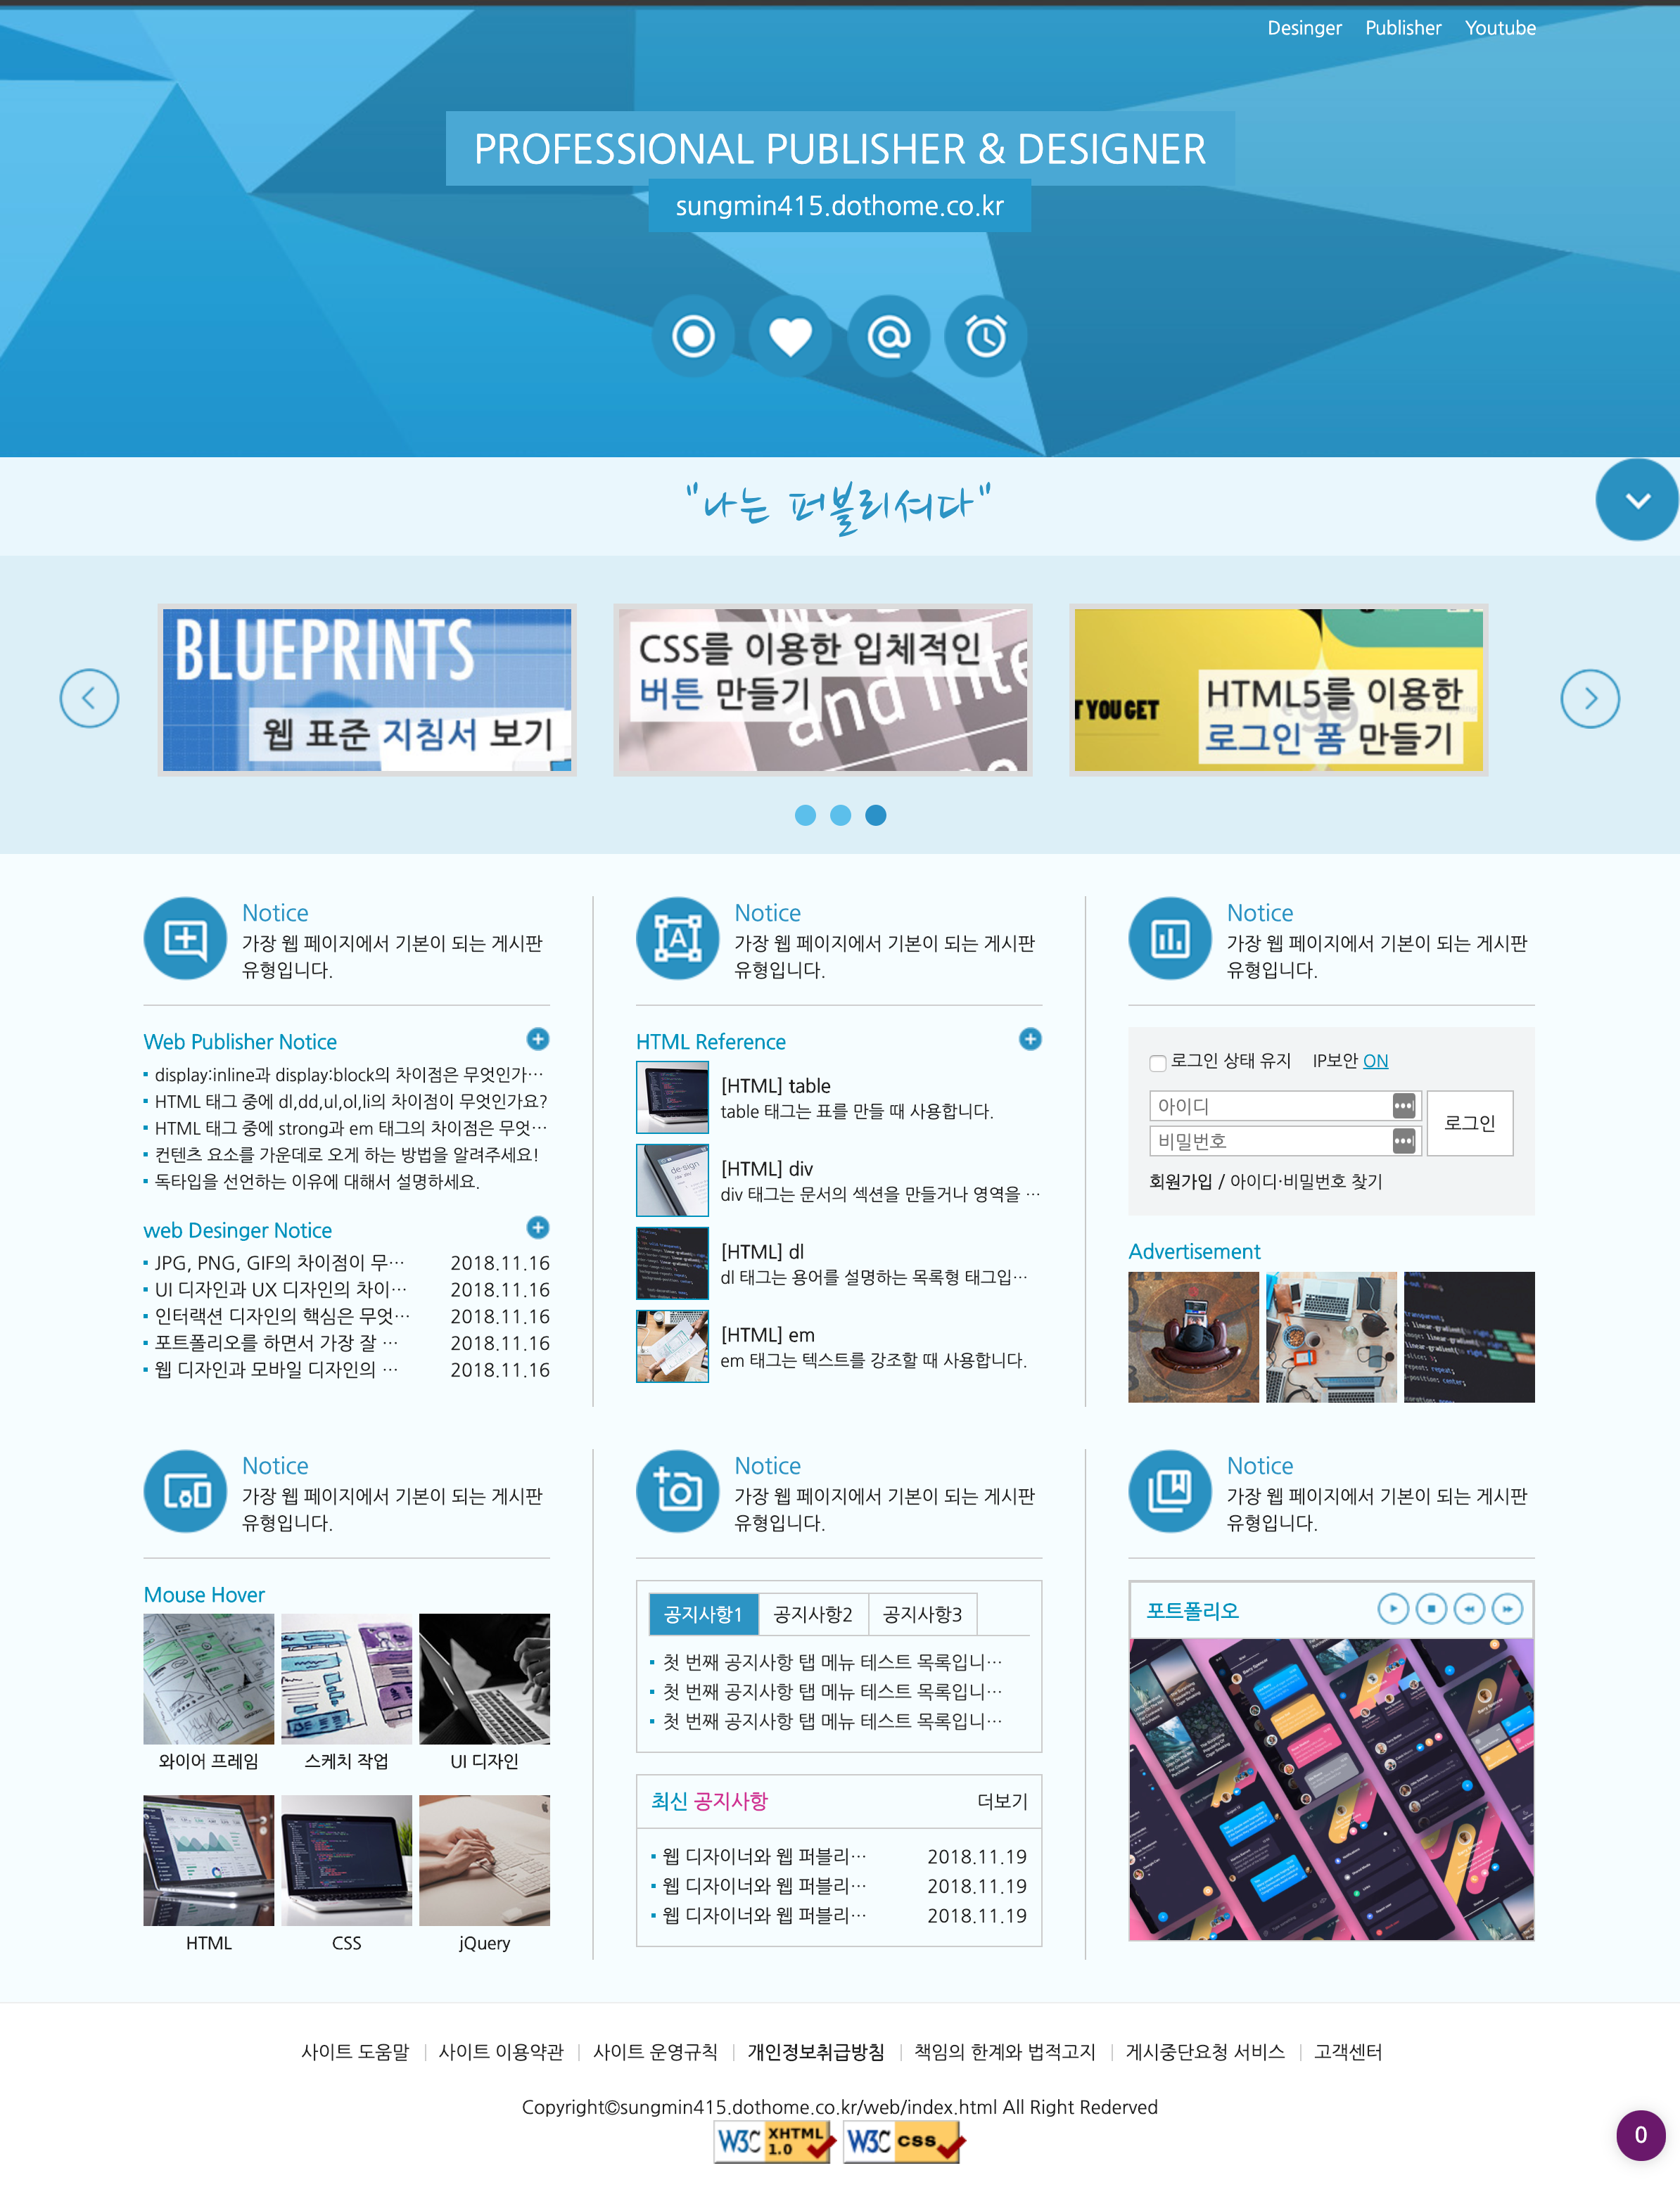 Desinger Publisher Youtube
PROFESSIONAL PUBLISHER & DESIGNER
sungmin415.dothome.co.kr
"나는 퍼블리셔다"
BLUEPRINTS
웹 표준 지침서 보기
CSS를 이용한 입체적인
버튼 만들기
and inte
T YOU GET
HTML5를 이용한
로그인 폼 만들기
Notice
가장 웹 페이지에서 기본이 되는 게시판
유형입니다.
Web Publisher Notice
display:inline과 display:block의 차이점은 무엇인가…
HTML 태그 중에 dl,dd,ul,ol,li의 차이점이 무엇인가요?
HTML 태그 중에 strong과 em 태그의 차이점은 무엇…
컨텐츠 요소를 가운데로 오게 하는 방법을 알려주세요!
독타입을 선언하는 이유에 대해서 설명하세요.
web Desinger Notice
JPG, PNG, GIF의 차이점이 무… 2018.11.16
UI 디자인과 UX 디자인의 차이… 2018.11.16
인터랙션 디자인의 핵심은 무엇… 2018.11.16
포트폴리오를 하면서 가장 잘 … 2018.11.16
웹 디자인과 모바일 디자인의 … 2018.11.16
Notice
가장 웹 페이지에서 기본이 되는 게시판
유형입니다.
HTML Reference
[HTML] table
table 태그는 표를 만들 때 사용합니다.
[HTML] div
div 태그는 문서의 섹션을 만들거나 영역을 …
[HTML] dl
dl 태그는 용어를 설명하는 목록형 태그입…
[HTML] em
em 태그는 텍스트를 강조할 때 사용합니다.
Notice
가장 웹 페이지에서 기본이 되는 게시판
유형입니다.
로그인 상태 유지 IP보안 ON
아이디
비밀번호
로그인
회원가입 / 아이디·비밀번호 찾기
Advertisement
Notice
가장 웹 페이지에서 기본이 되는 게시판
유형입니다.
Mouse Hover
와이어 프레임 스케치 작업 UI 디자인
HTML CSS jQuery
Notice
가장 웹 페이지에서 기본이 되는 게시판
유형입니다.
공지사항1 공지사항2 공지사항3
첫 번째 공지사항 탭 메뉴 테스트 목록입니…
첫 번째 공지사항 탭 메뉴 테스트 목록입니…
첫 번째 공지사항 탭 메뉴 테스트 목록입니…
최신 공지사항 더보기
웹 디자이너와 웹 퍼블리… 2018.11.19
웹 디자이너와 웹 퍼블리… 2018.11.19
웹 디자이너와 웹 퍼블리… 2018.11.19
Notice
가장 웹 페이지에서 기본이 되는 게시판
유형입니다.
포트폴리오
사이트 도움말 사이트 이용약관 사이트 운영규칙 개인정보취급방침 책임의 한계와 법적고지 게시중단요청 서비스 고객센터
Copyright©sungmin415.dothome.co.kr/web/index.html All Right Rederved
W3C XHTML 1.0 W3C CSS
0